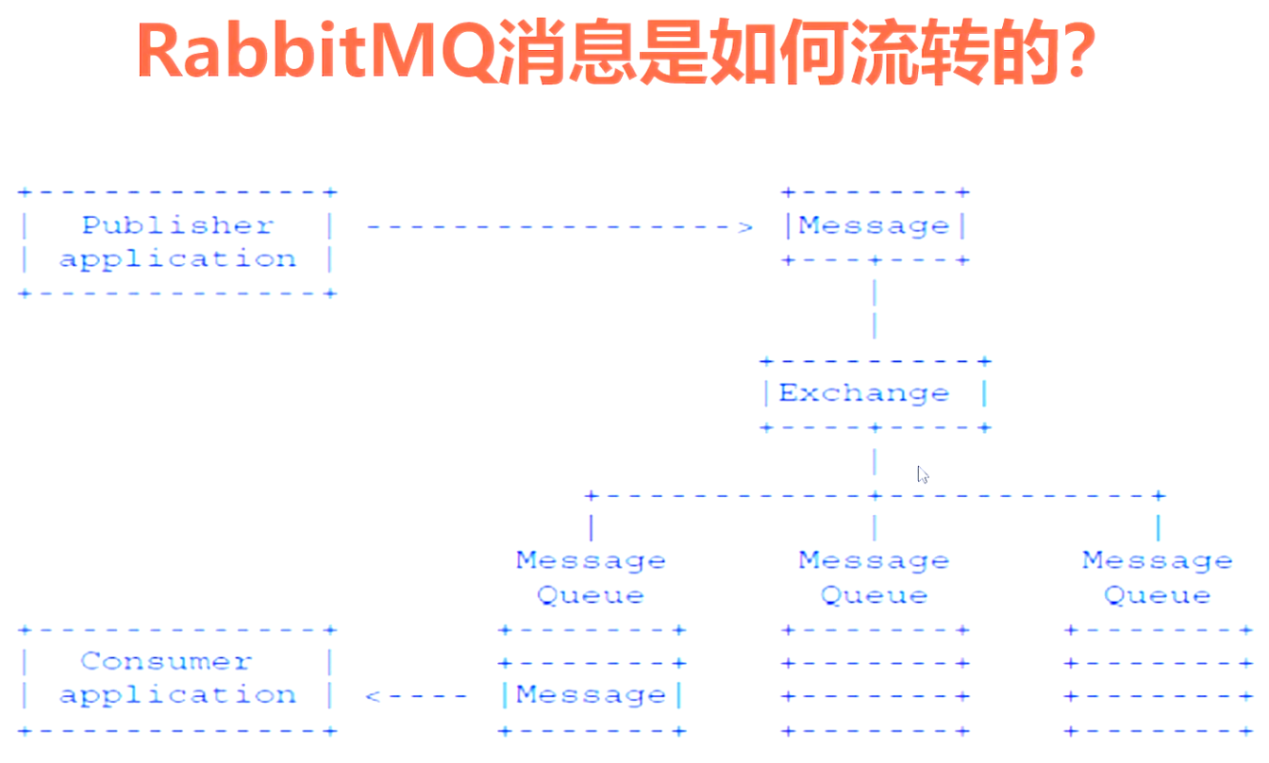 RabbitMQ消息是如何流转的?
+--------------+ +--------+
| Publisher | -----------------> |Message|
| application | +---+----+
+--------------+ |
|
+---------+
|Exchange |
+----+----+
|
+------------+------------+
| | |
Message Message Message
Queue Queue Queue
+--------------+ +-------+ +-------+ +-------+
| Consumer | +-------+ +-------+ +-------+
| application | <---- |Message| +-------+ +-------+
+--------------+ +-------+ +-------+ +-------+